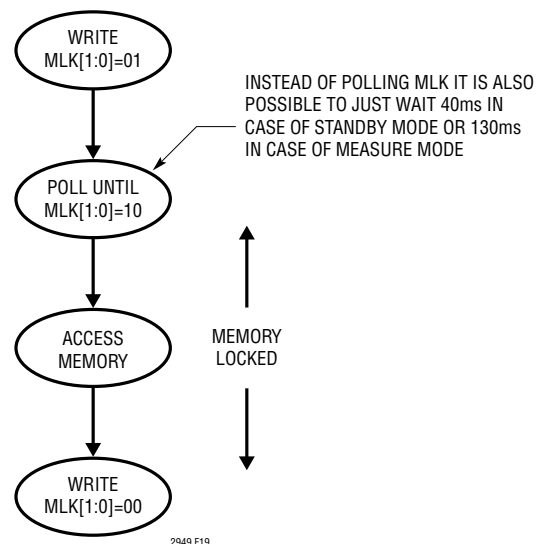 WRITE
MLK[1:0]=01
INSTEAD OF POLLING MLK IT IS ALSO
POSSIBLE TO JUST WAIT 40ms IN
CASE OF STANDBY MODE OR 130ms
IN CASE OF MEASURE MODE
POLL UNTIL
MLK[1:0]=10
ACCESS
MEMORY
MEMORY
LOCKED
WRITE
MLK[1:0]=00
2949 F19